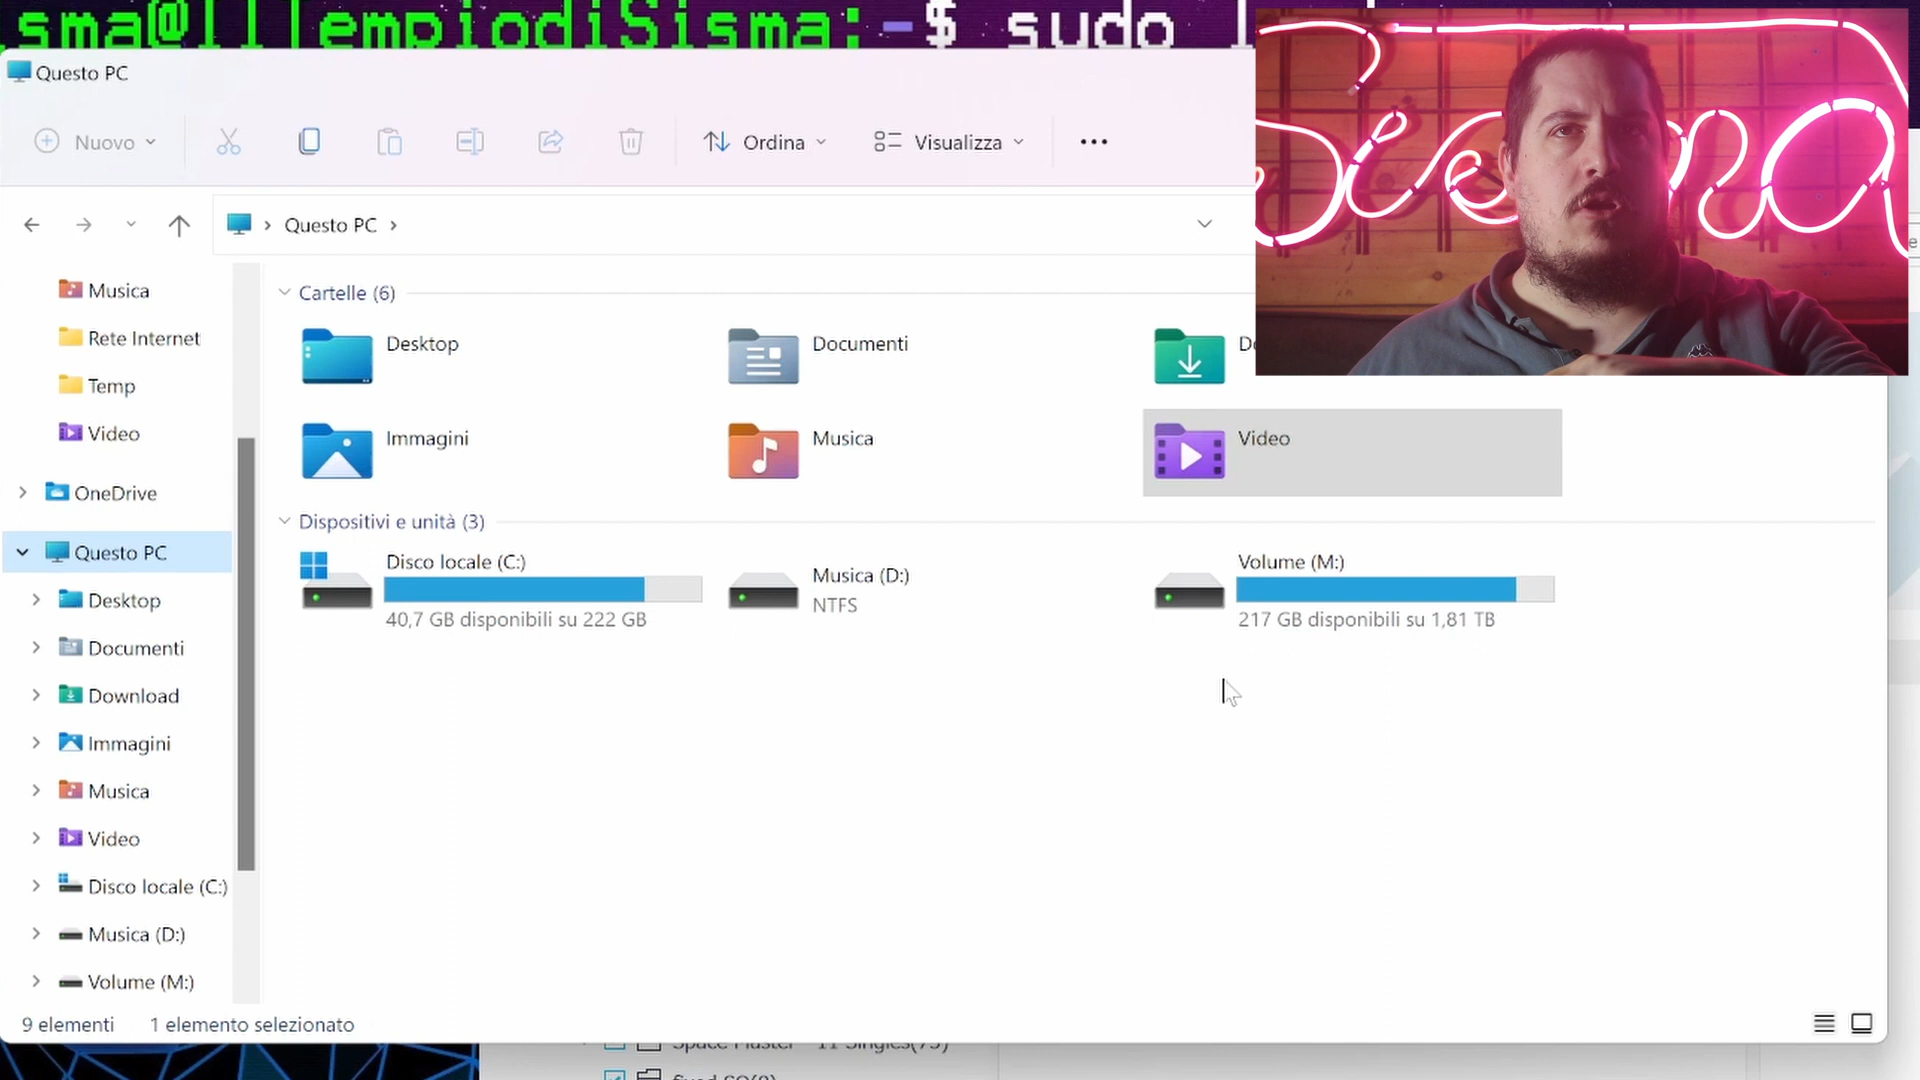 sma@IlTempiodiSisma:~$ sudo
Questo PC
Nuovo
Ordina
Visualizza
Questo PC
Musica
Rete Internet
Temp
Video
OneDrive
Questo PC
Desktop
Documenti
Download
Immagini
Musica
Video
Disco locale (C:)
Musica (D:)
Volume (M:)
Cartelle (6)
Desktop
Documenti
Immagini
Musica
Video
Dispositivi e unità (3)
Disco locale (C:)
40,7 GB disponibili su 222 GB
Musica (D:)
NTFS
Volume (M:)
217 GB disponibili su 1,81 TB
9 elementi
1 elemento selezionato